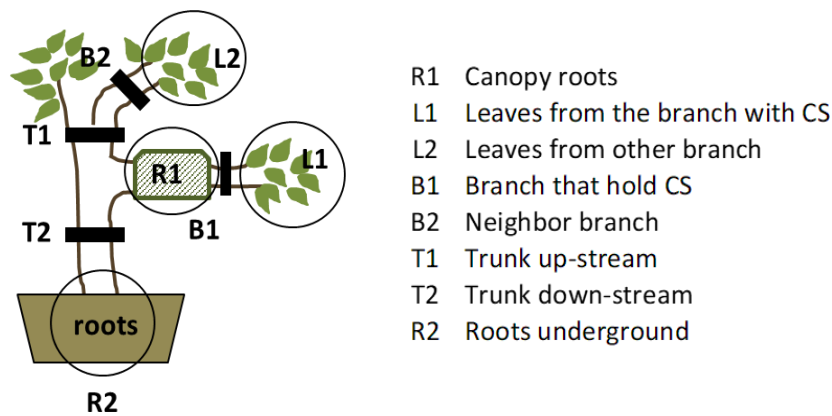 B2
L2
T1
R1
L1
B1
T2
roots
R2
R1 Canopy roots
L1 Leaves from the branch with CS
L2 Leaves from other branch
B1 Branch that hold CS
B2 Neighbor branch
T1 Trunk up-stream
T2 Trunk down-stream
R2 Roots underground